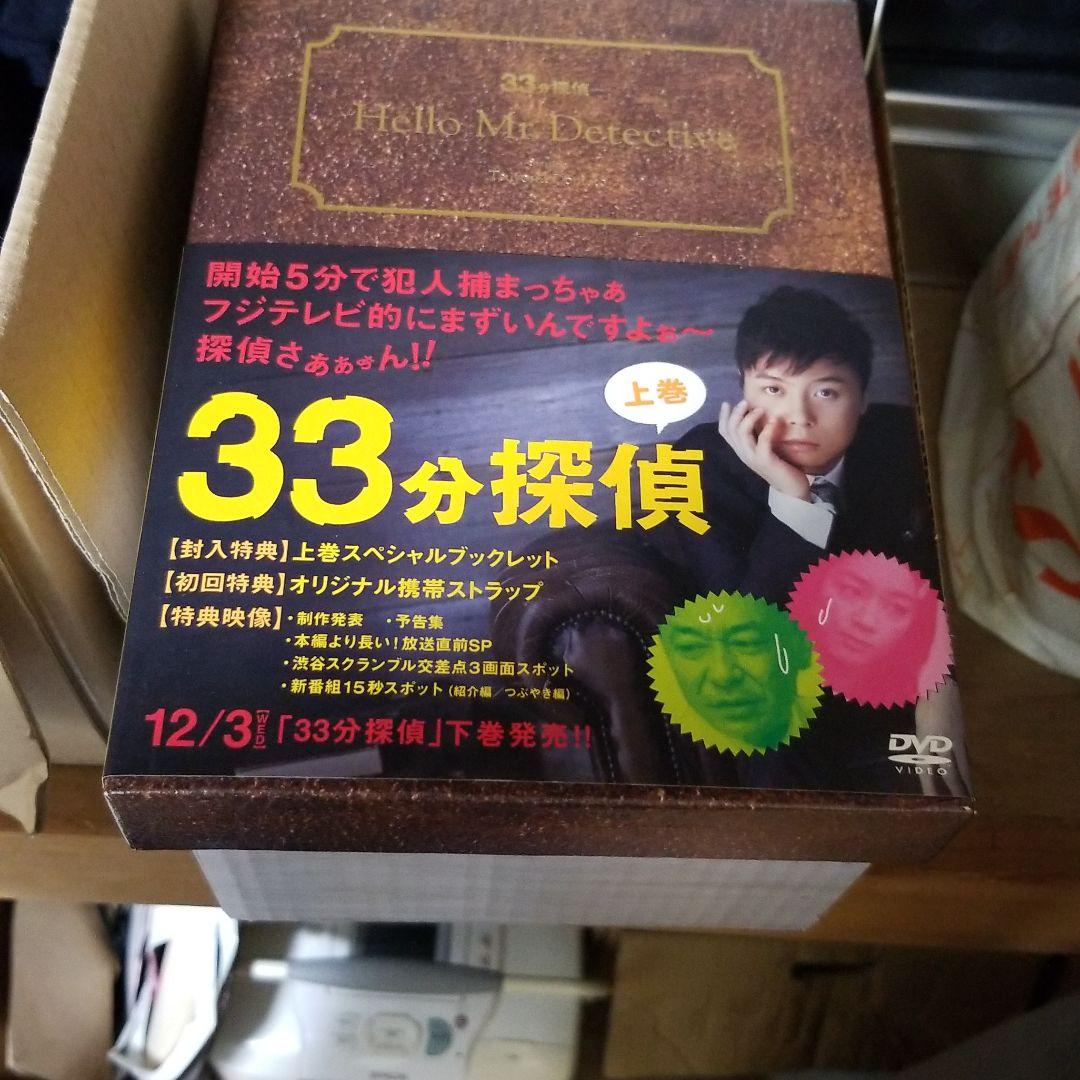 33分探偵
Hello Mr. Detective
開始5分で犯人捕まっちゃぁ
フジテレビ的にまずいんですよぉ〜
探偵さぁぁぁん!!
上巻
33分探偵
【封入特典】上巻スペシャルブックレット
【初回特典】オリジナル携帯ストラップ
【特典映像】・制作発表 ・予告集
・本編より長い!放送直前SP
・渋谷スクランブル交差点3画面スポット
・新番組15秒スポット(紹介編/つぶやき編)
12/3[WED]「33分探偵」下巻発売!!
DVD
VIDEO